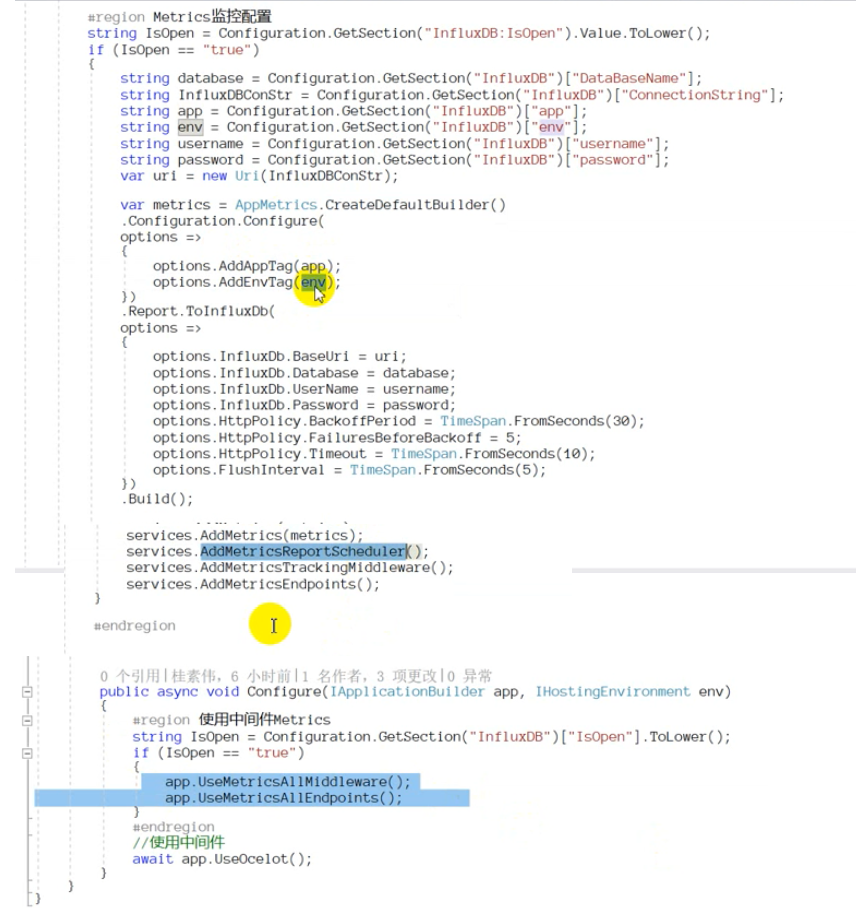 #region Metrics监控配置
string IsOpen = Configuration.GetSection("InfluxDB:IsOpen").Value.ToLower();
if (IsOpen == "true")
{
string database = Configuration.GetSection("InfluxDB")["DataBaseName"];
string InfluxDBConStr = Configuration.GetSection("InfluxDB")["ConnectionString"];
string app = Configuration.GetSection("InfluxDB")["app"];
string env = Configuration.GetSection("InfluxDB")["env"];
string username = Configuration.GetSection("InfluxDB")["username"];
string password = Configuration.GetSection("InfluxDB")["password"];
var uri = new Uri(InfluxDBConStr);
var metrics = AppMetrics.CreateDefaultBuilder()
.Configuration.Configure(
options =>
{
options.AddAppTag(app);
options.AddEnvTag(env);
})
.Report.ToInfluxDb(
options =>
{
options.InfluxDb.BaseUri = uri;
options.InfluxDb.Database = database;
options.InfluxDb.UserName = username;
options.InfluxDb.Password = password;
options.HttpPolicy.BackoffPeriod = TimeSpan.FromSeconds(30);
options.HttpPolicy.FailuresBeforeBackoff = 5;
options.HttpPolicy.Timeout = TimeSpan.FromSeconds(10);
options.FlushInterval = TimeSpan.FromSeconds(5);
})
.Build();
services.AddMetrics(metrics);
services.AddMetricsReportScheduler();
services.AddMetricsTrackingMiddleware();
services.AddMetricsEndpoints();
}
#endregion
0 个引用|桂素伟，6 小时前|1 名作者，3 项更改|0 异常
public async void Configure(IApplicationBuilder app, IHostingEnvironment env)
{
#region 使用中间件Metrics
string IsOpen = Configuration.GetSection("InfluxDB")["IsOpen"].ToLower();
if (IsOpen == "true")
{
app.UseMetricsAllMiddleware();
app.UseMetricsAllEndpoints();
}
#endregion
//使用中间件
await app.UseOcelot();
}
}
}